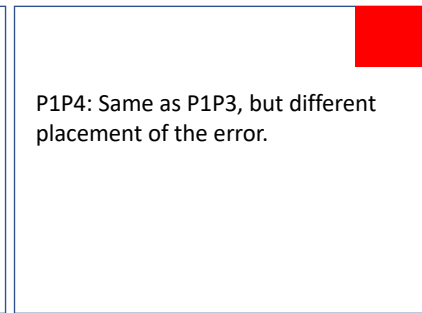 P1P4: Same as P1P3, but different
placement of the error.